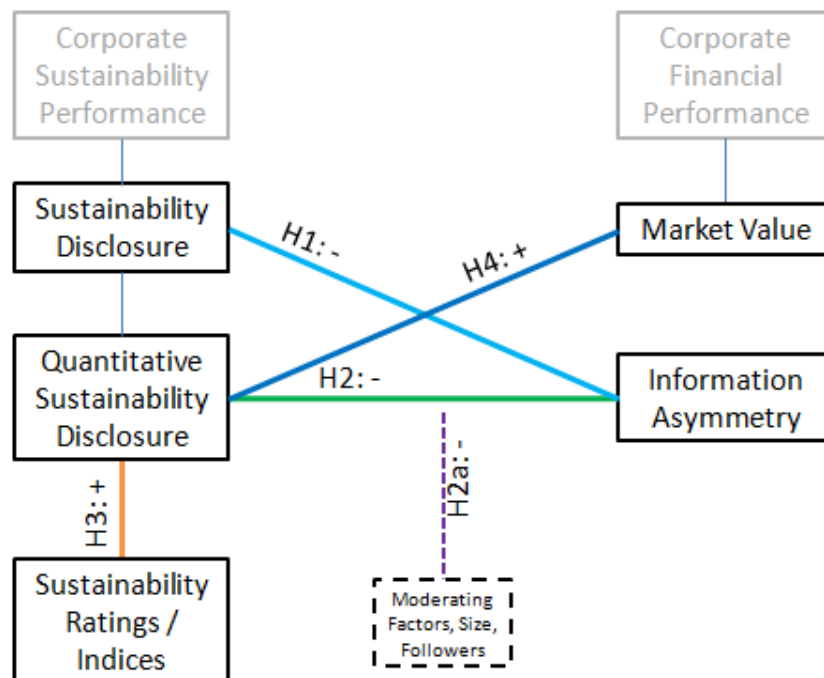 Corporate
Sustainability
Performance
Corporate
Financial
Performance
Sustainability
Disclosure
H1: -
H4: +
Market Value
Quantitative
Sustainability
Disclosure
H2: -
Information
Asymmetry
H3: +
H2a: -
Sustainability
Ratings /
Indices
Moderating
Factors, Size,
Followers